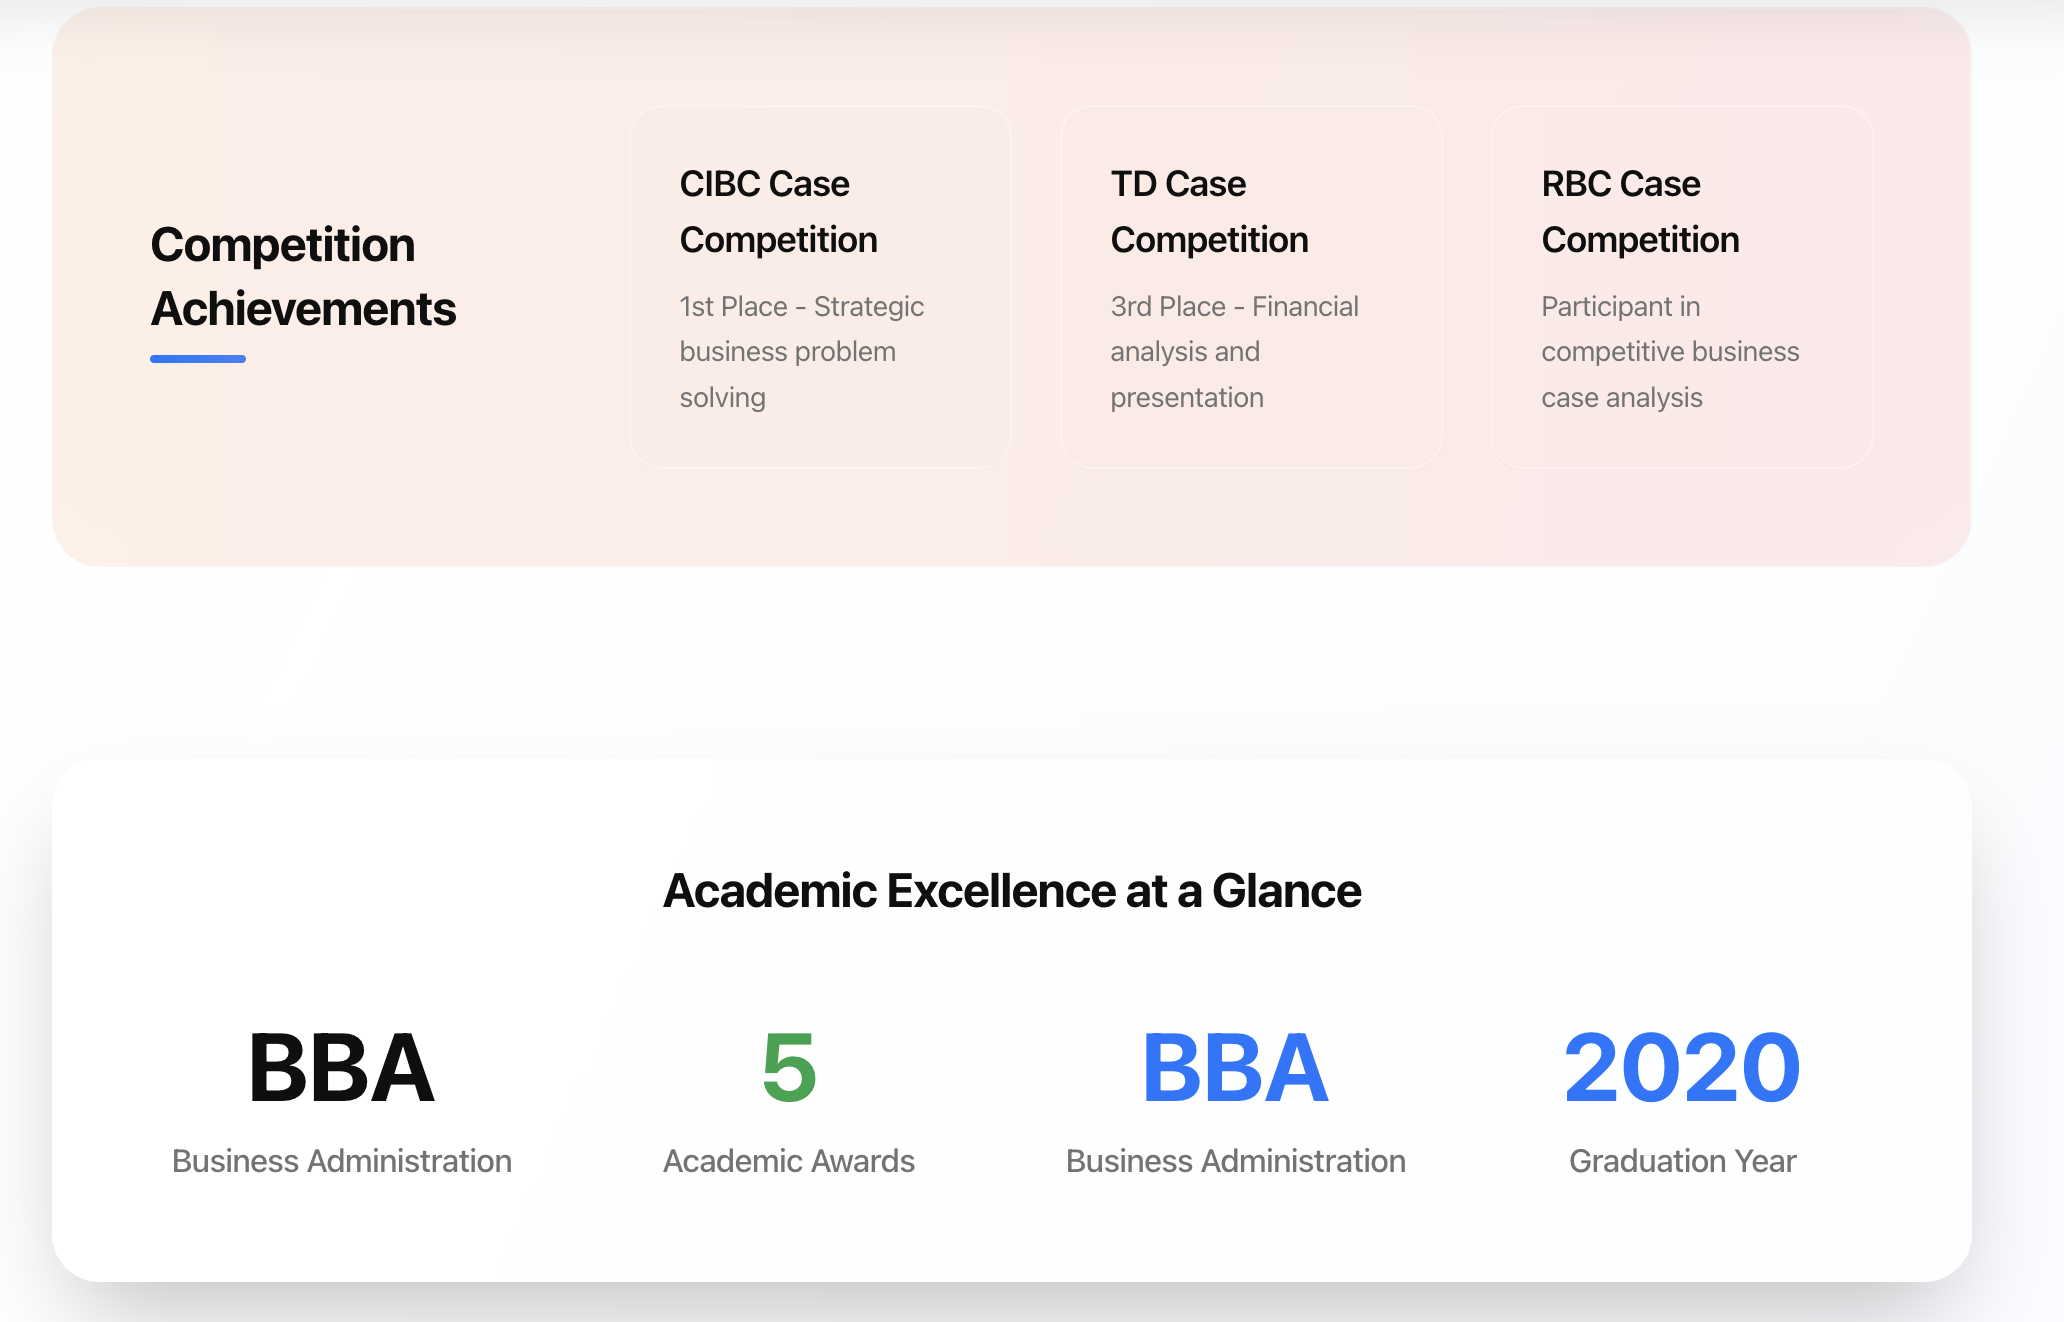 Competition
Achievements
CIBC Case
Competition
1st Place - Strategic
business problem
solving
TD Case
Competition
3rd Place - Financial
analysis and
presentation
RBC Case
Competition
Participant in
competitive business
case analysis
Academic Excellence at a Glance
BBA
Business Administration
5
Academic Awards
BBA
Business Administration
2020
Graduation Year